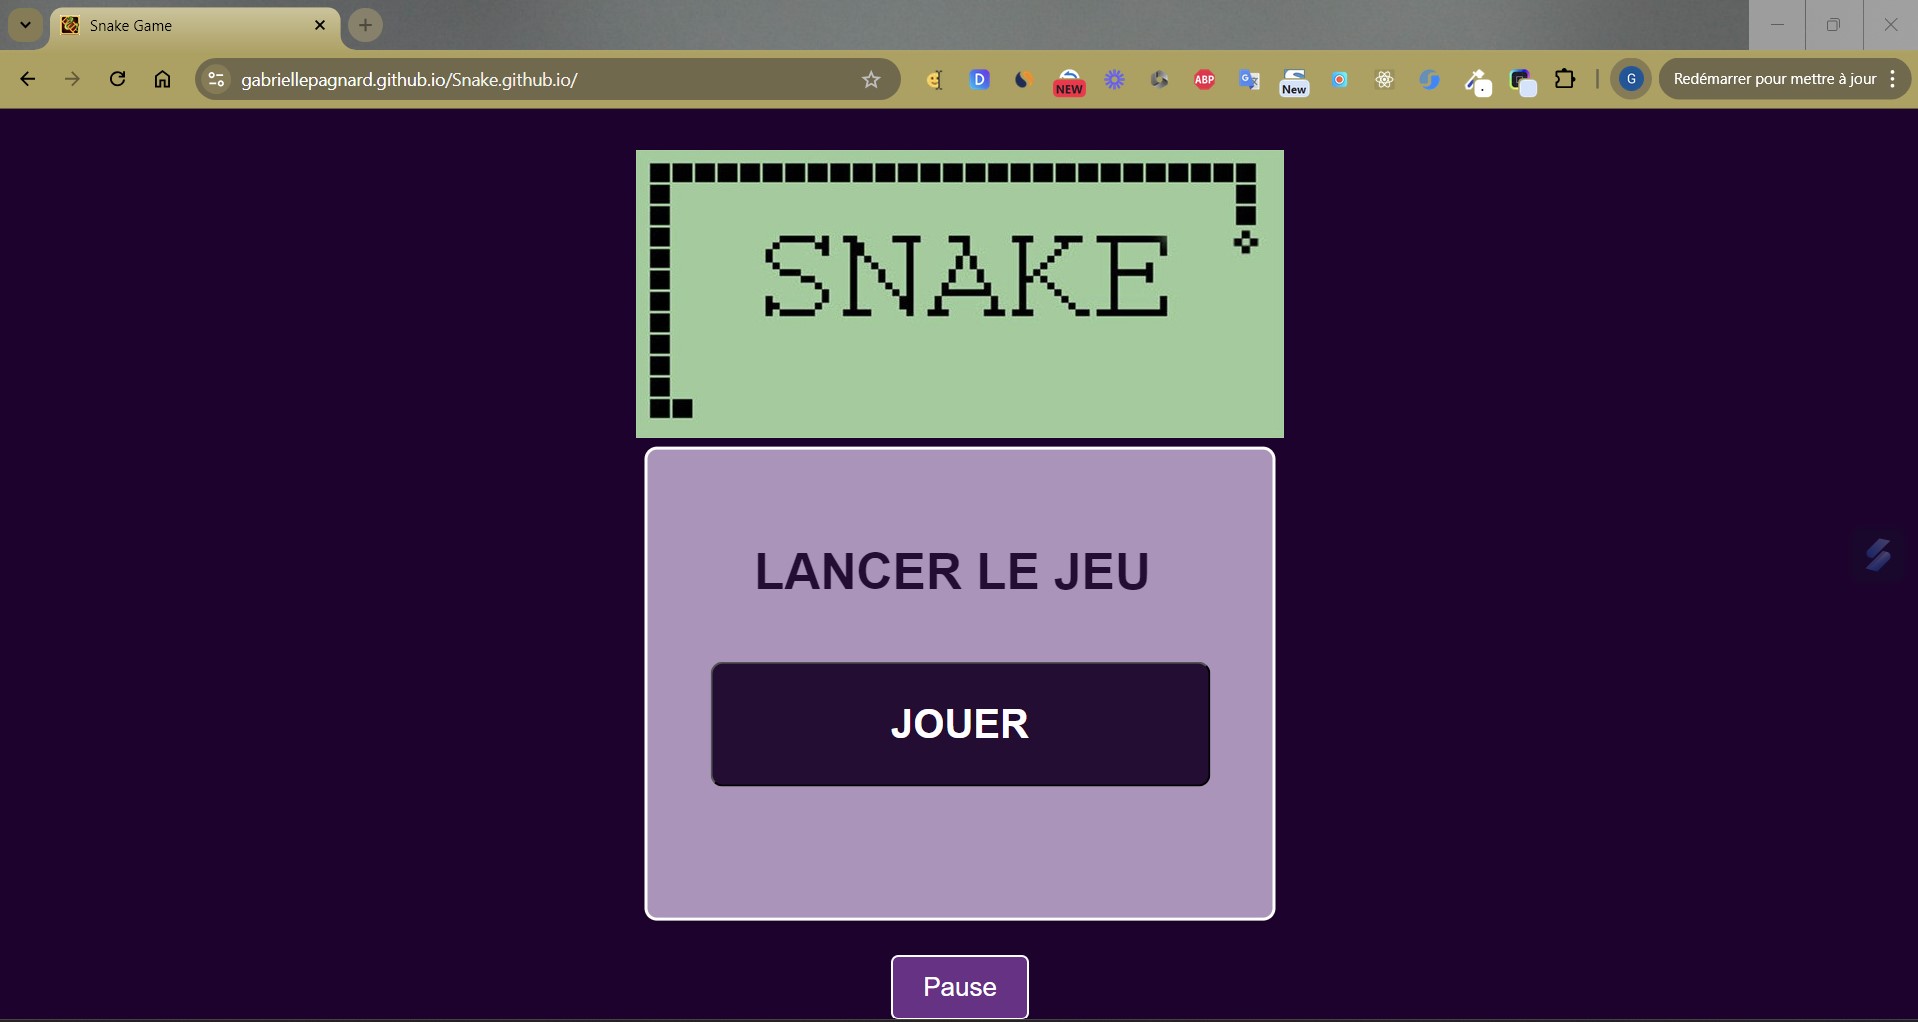 Snake Game
gabriellepagnard.github.io/Snake.github.io/
D
NEW
ABP
G
New
G
Redémarrer pour mettre à jour
SNAKE
LANCER LE JEU
JOUER
Pause